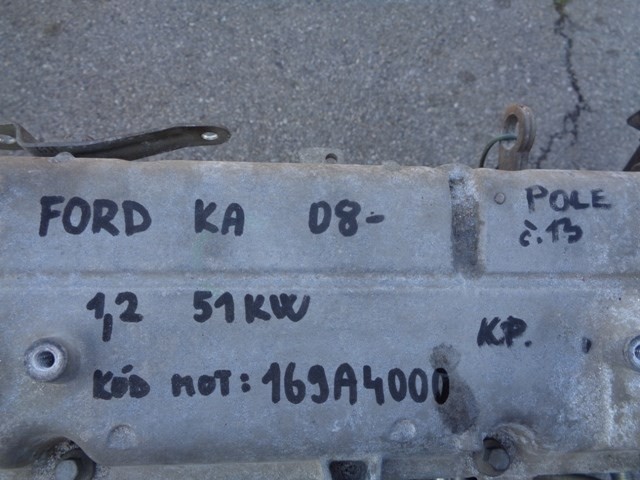 FORD KA 08-
POLE
č.13
1,2 51KW
KP.
KÓD MOT: 169A4000